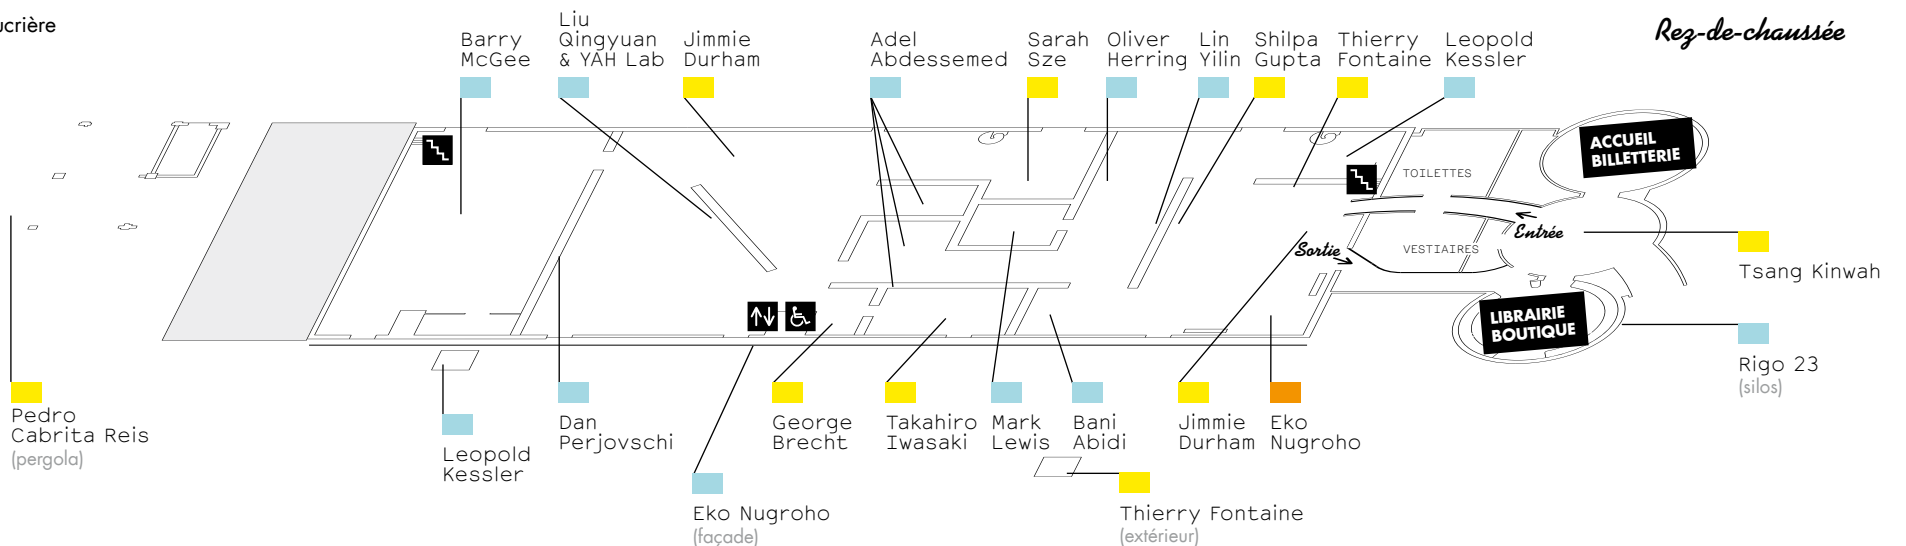 ucrière
Rez-de-chaussée
Barry
McGee
Liu
Qingyuan
& YAH Lab
Jimmie
Durham
Adel
Abdessemed
Sarah
Sze
Oliver
Herring
Lin
Yilin
Shilpa
Gupta
Thierry
Fontaine
Leopold
Kessler
ACCUEIL
BILLETTERIE
TOILETTES
Entrée
VESTIAIRES
Sortie
LIBRAIRIE
BOUTIQUE
Tsang Kinwah
Rigo 23
(silos)
Pedro
Cabrita Reis
(pergola)
Leopold
Kessler
Dan
Perjovschi
Eko Nugroho
(façade)
George
Brecht
Takahiro
Iwasaki
Mark
Lewis
Bani
Abidi
Jimmie
Durham
Eko
Nugroho
Thierry Fontaine
(extérieur)